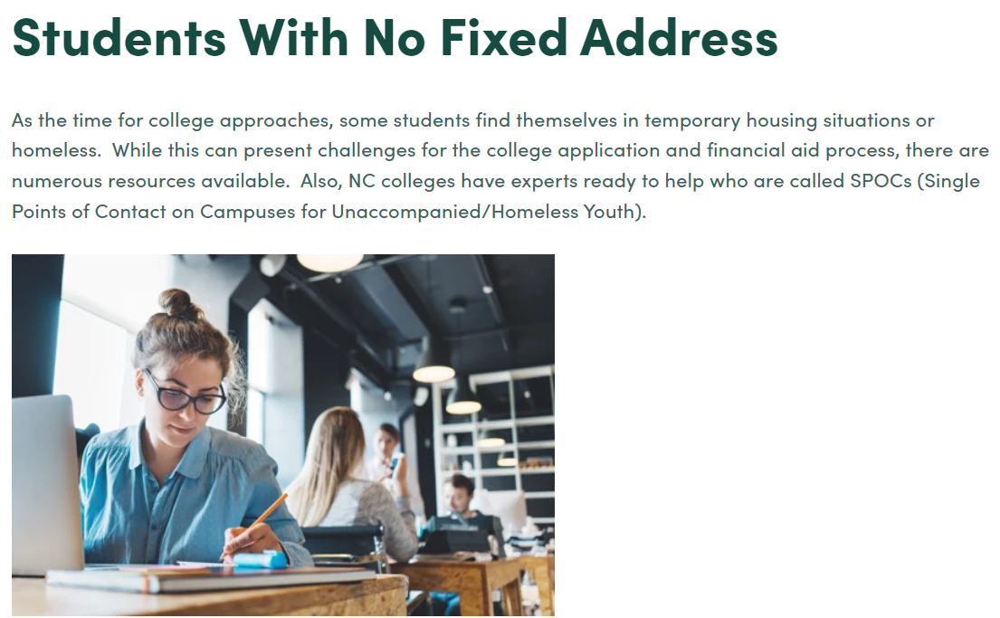 Students With No Fixed Address
As the time for college approaches, some students find themselves in temporary housing situations or
homeless.  While this can present challenges for the college application and financial aid process, there are
numerous resources available.  Also, NC colleges have experts ready to help who are called SPOCs (Single
Points of Contact on Campuses for Unaccompanied/Homeless Youth).